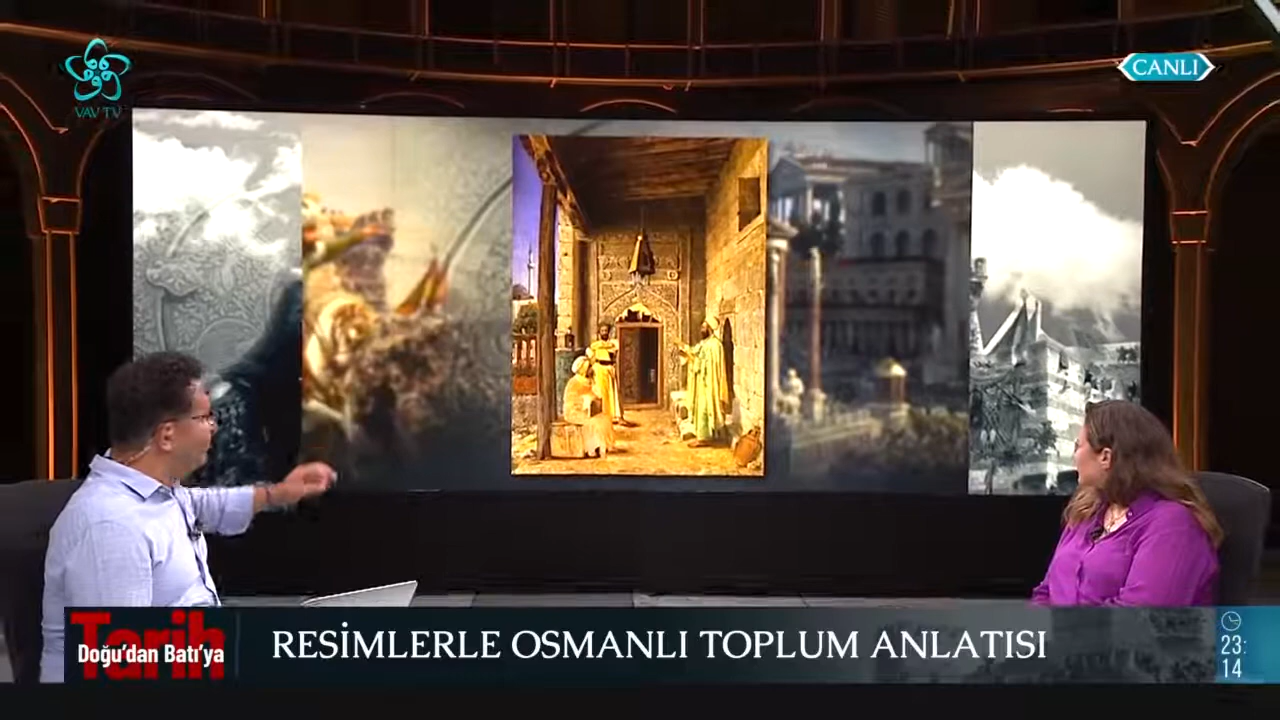 VAV TV
CANLI
Tarih
Doğu'dan Batı'ya
RESİMLERLE OSMANLI TOPLUM ANLATISI
23:
14